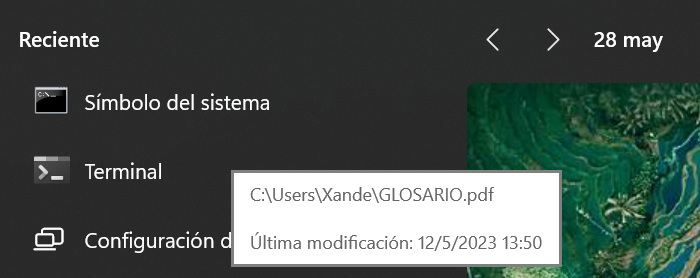 Reciente
28 may
Símbolo del sistema
Terminal
C:\Users\Xande\GLOSARIO.pdf
Configuración d
Última modificación: 12/5/2023 13:50